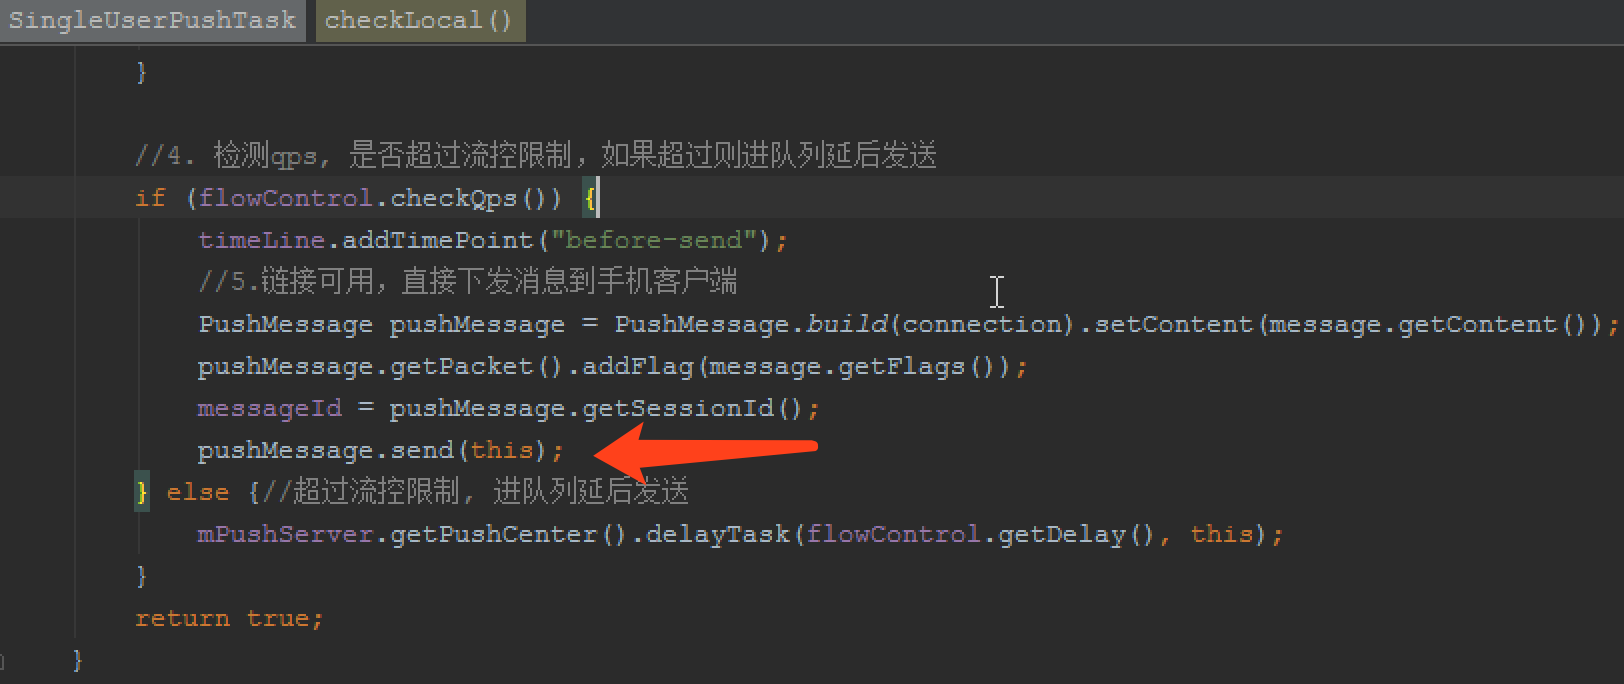 SingleUserPushTask checkLocal()
}
//4. 检测qps, 是否超过流控限制，如果超过则进队列延后发送
if (flowControl.checkQps()) {
timeLine.addTimePoint("before-send");
//5.链接可用，直接下发消息到手机客户端
PushMessage pushMessage = PushMessage.build(connection).setContent(message.getContent());
pushMessage.getPacket().addFlag(message.getFlags());
messageId = pushMessage.getSessionId();
pushMessage.send(this);
} else {//超过流控限制, 进队列延后发送
mPushServer.getPushCenter().delayTask(flowControl.getDelay(), this);
}
return true;
}